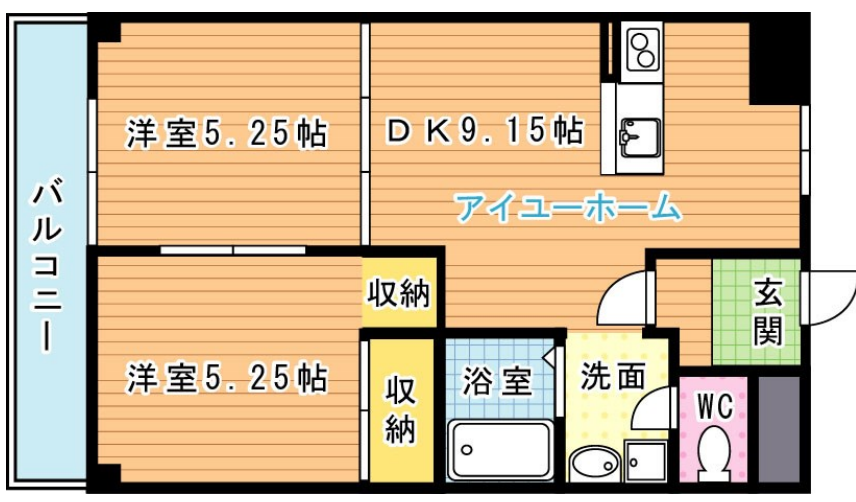 洋室5.25帖
DK9.15帖
アイユーホーム
バルコニー
収納
玄関
洋室5.25帖
収納
浴室
洗面
WC